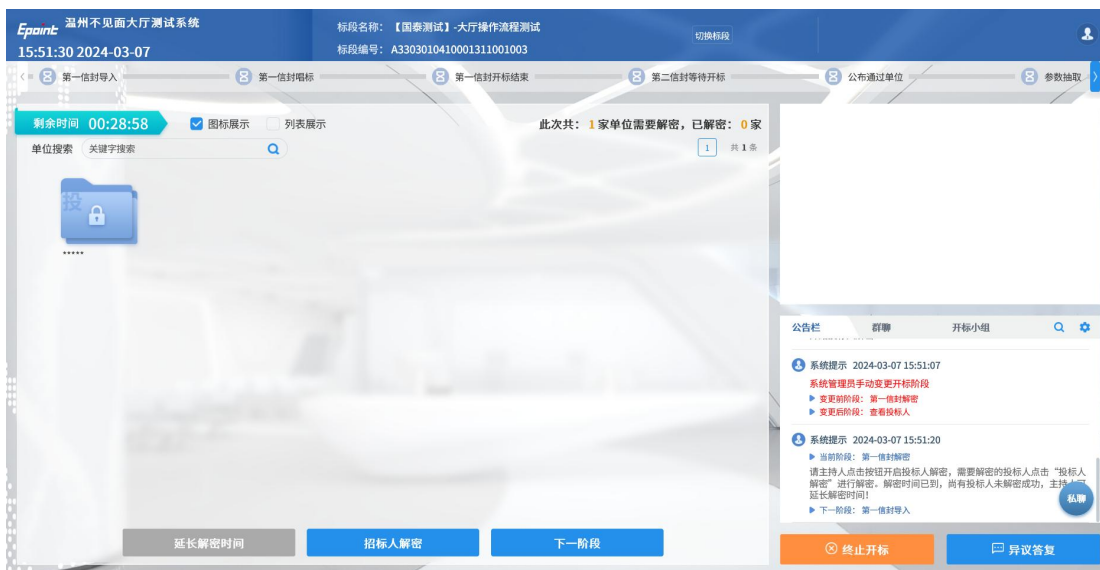 Epoint 温州不见面大厅测试系统
15:51:30 2024-03-07
标段名称： 【国泰测试】-大厅操作流程测试
标段编号： A3303010410001311001003
切换标段
第一信封导入
第一信封唱标
第一信封开标结束
第二信封等待开标
公布通过单位
参数抽取
剩余时间 00:28:58
图标展示
列表展示
此次共： 1 家单位需要解密，已解密： 0 家
单位搜索 关键字搜索
1 共 1 条
投
*****
公告栏 群聊 开标小组
系统提示 2024-03-07 15:51:07
系统管理员手动变更开标阶段
变更前阶段： 第一信封解密
变更后阶段： 查看投标人
系统提示 2024-03-07 15:51:20
当前阶段： 第一信封解密
请主持人点击按钮开启投标人解密，需要解密的投标人点击“投标人
解密”进行解密、解密时间已到，尚有投标人未解密成功，主持
延长解密时间！
下一阶段： 第一信封导入
私聊
延长解密时间
招标人解密
下一阶段
终止开标
异议答复